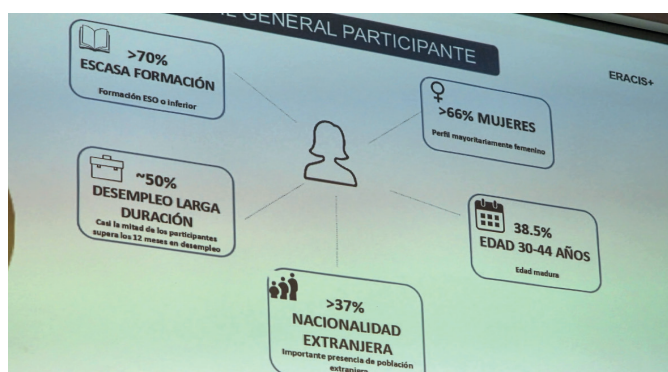 IL GENERAL PARTICIPANTE
ERACIS+
>70%
ESCASA FORMACIÓN
Formación ESO o inferior
>66% MUJERES
Perfil mayoritariamente femenino
~50%
DESEMPLEO LARGA
DURACIÓN
Casi la mitad de los participantes
supera los 12 meses en desempleo
38.5%
EDAD 30-44 AÑOS
Edad madura
>37%
NACIONALIDAD
EXTRANJERA
Importante presencia de población
extranjera